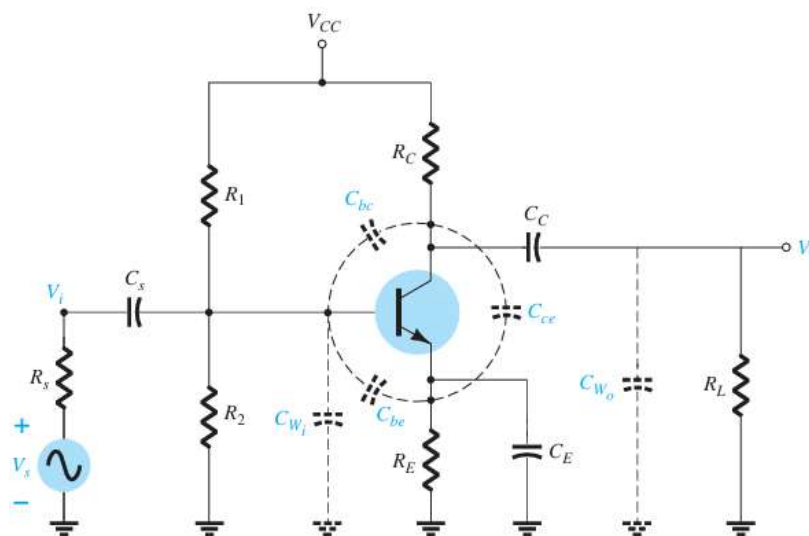 V_CC
R_C
C_bc
C_C
R_1
V
C_s
V_i
C_ce
R_s
R_2
C_Wi
C_be
C_Wo
R_L
+
V_s
−
R_E
C_E